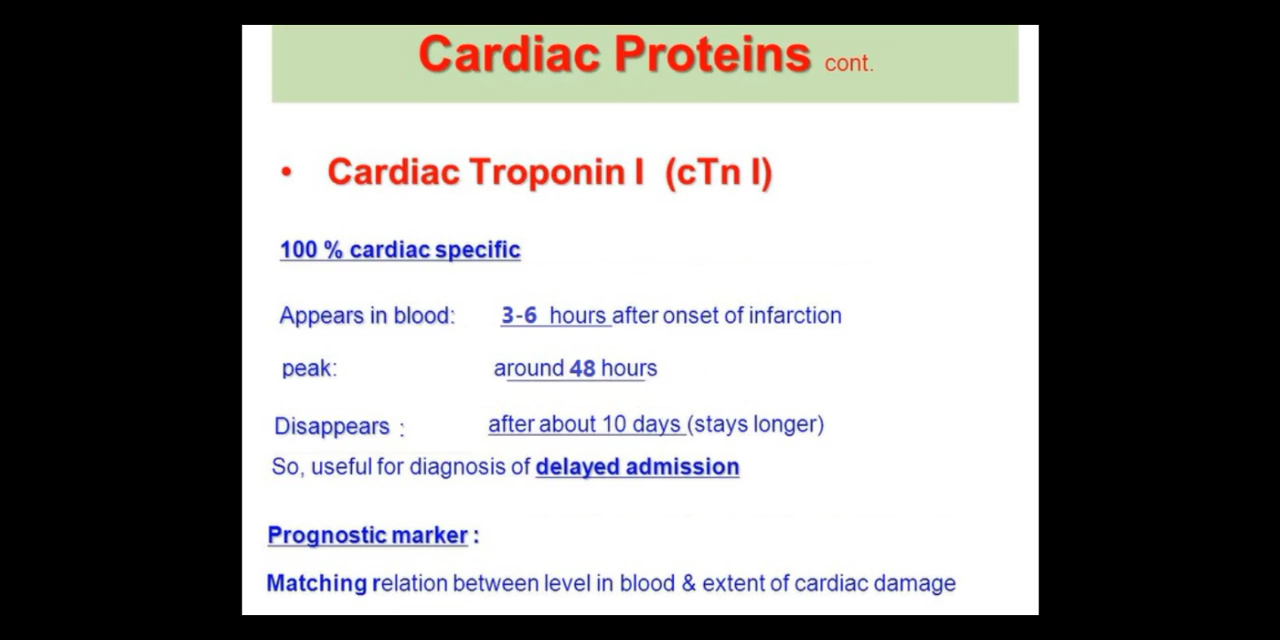 Cardiac Proteins cont.
• Cardiac Troponin I (cTn I)
100 % cardiac specific
Appears in blood: 3-6 hours after onset of infarction
peak: around 48 hours
Disappears : after about 10 days (stays longer)
So, useful for diagnosis of delayed admission
Prognostic marker :
Matching relation between level in blood & extent of cardiac damage